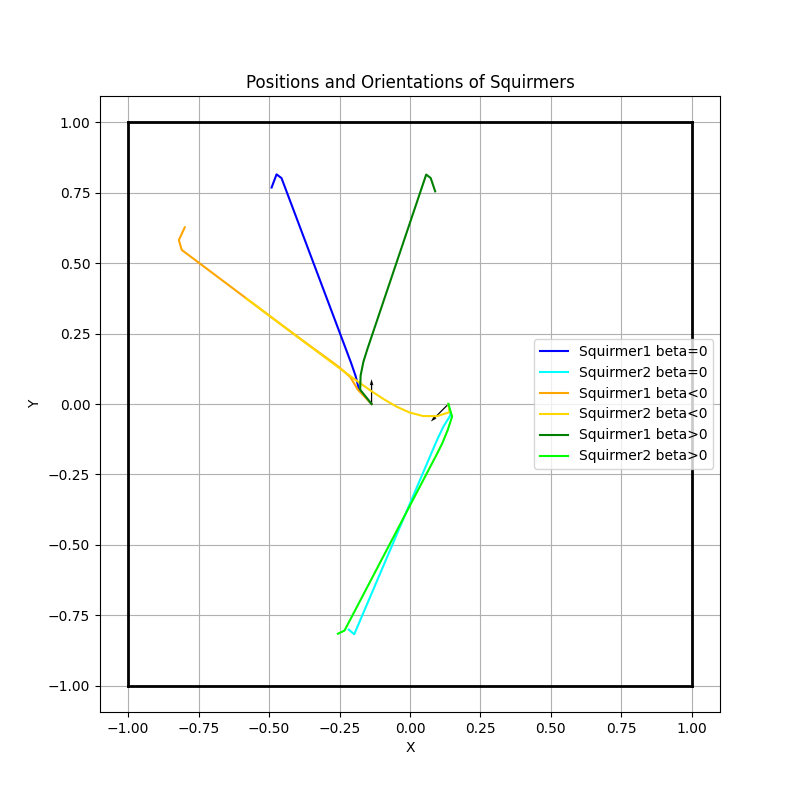 Positions and Orientations of Squirmers
1.00
0.75
0.50
0.25
0.00
−0.25
−0.50
−0.75
−1.00
Y
Squirmer1 beta=0
Squirmer2 beta=0
Squirmer1 beta<0
Squirmer2 beta<0
Squirmer1 beta>0
Squirmer2 beta>0
−1.00 −0.75 −0.50 −0.25 0.00 0.25 0.50 0.75 1.00
X